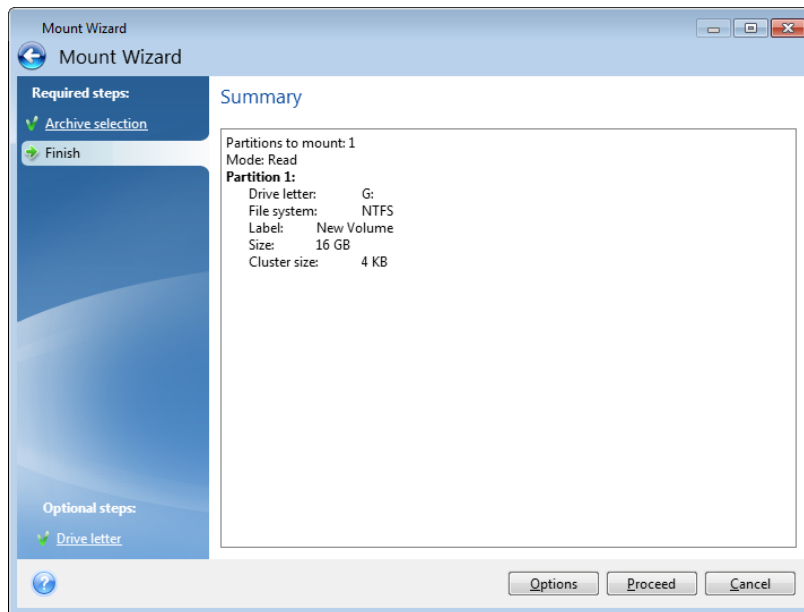 Mount Wizard
Mount Wizard
Required steps:
Archive selection
Finish
Optional steps:
Drive letter
Summary
Partitions to mount: 1
Mode: Read
Partition 1:
Drive letter: G:
File system: NTFS
Label: New Volume
Size: 16 GB
Cluster size: 4 KB
?
Options Proceed Cancel